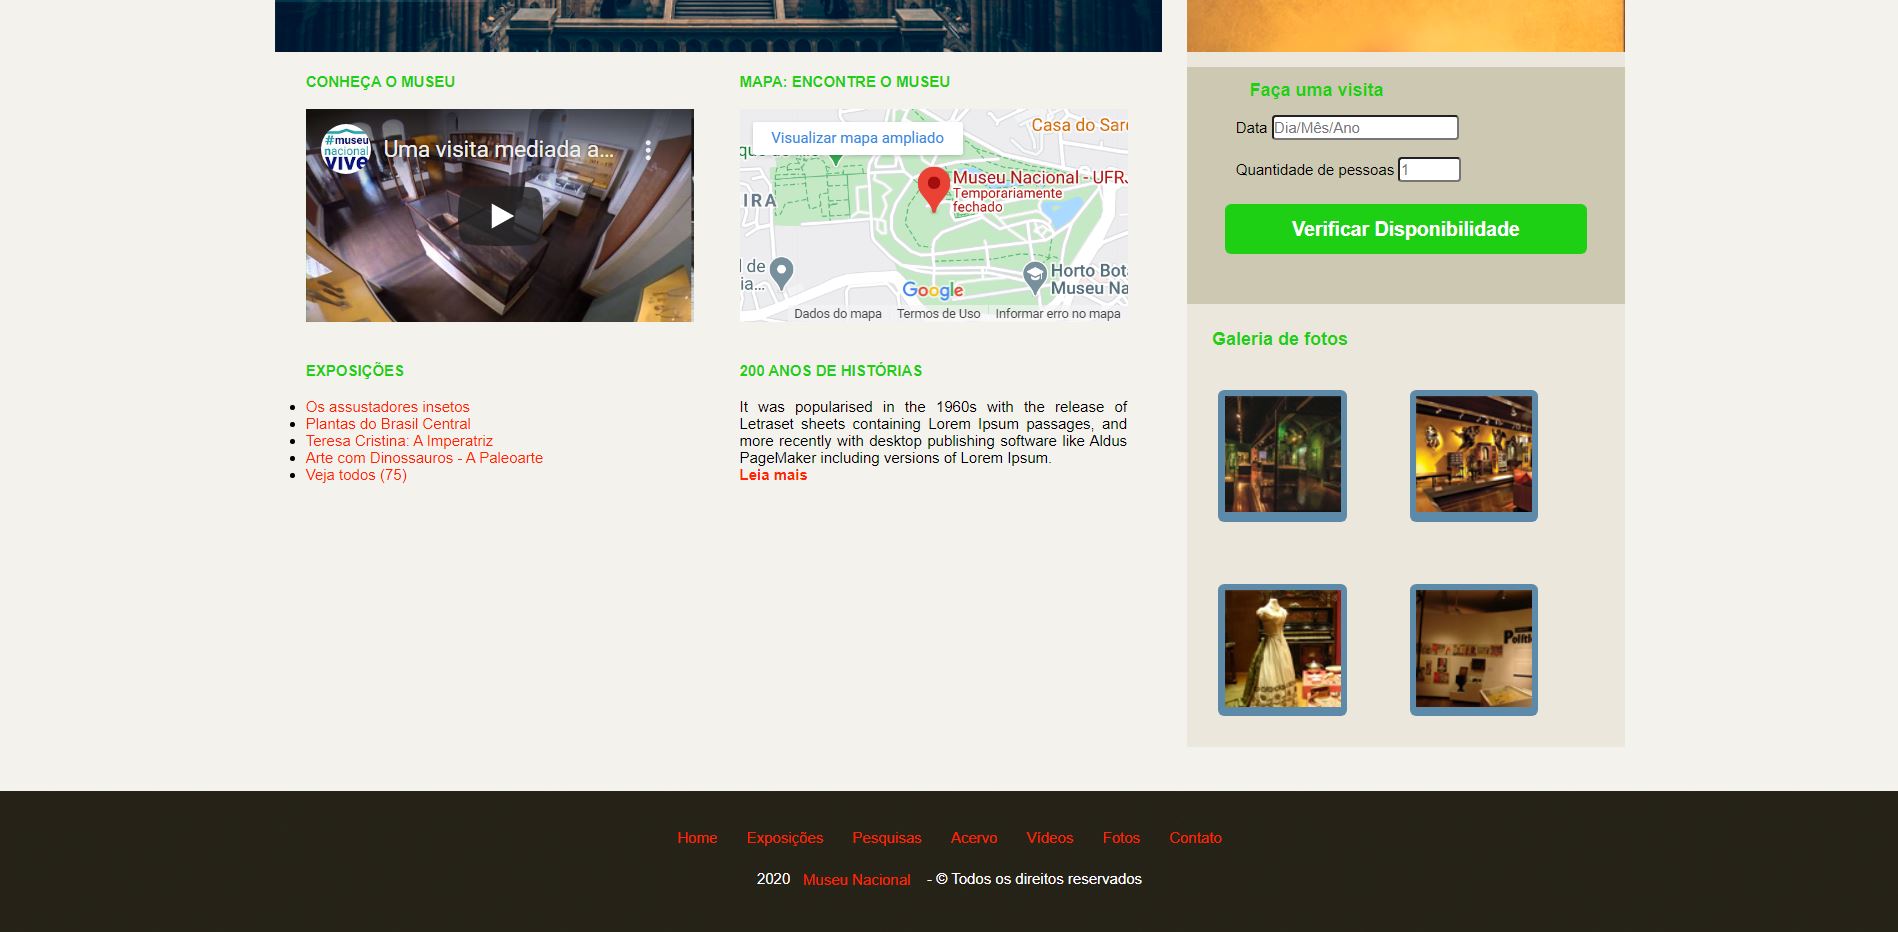 CONHEÇA O MUSEU
#museu
nacional
vive
Uma visita mediada a...
MAPA: ENCONTRE O MUSEU
Visualizar mapa ampliado
Casa do Sar
IRA
Museu Nacional - UFRJ
Temporariamente
fechado
l de
ia...
Horto Bot
Museu Na
Google
Dados do mapa
Termos de Uso
Informar erro no mapa
EXPOSIÇÕES
Os assustadores insetos
Plantas do Brasil Central
Teresa Cristina: A Imperatriz
Arte com Dinossauros - A Paleoarte
Veja todos (75)
200 ANOS DE HISTÓRIAS
It was popularised in the 1960s with the release of
Letraset sheets containing Lorem Ipsum passages, and
more recently with desktop publishing software like Aldus
PageMaker including versions of Lorem Ipsum.
Leia mais
Faça uma visita
Data Dia/Mês/Ano
Quantidade de pessoas 1
Verificar Disponibilidade
Galeria de fotos
Políti
Home Exposições Pesquisas Acervo Vídeos Fotos Contato
2020 Museu Nacional - © Todos os direitos reservados